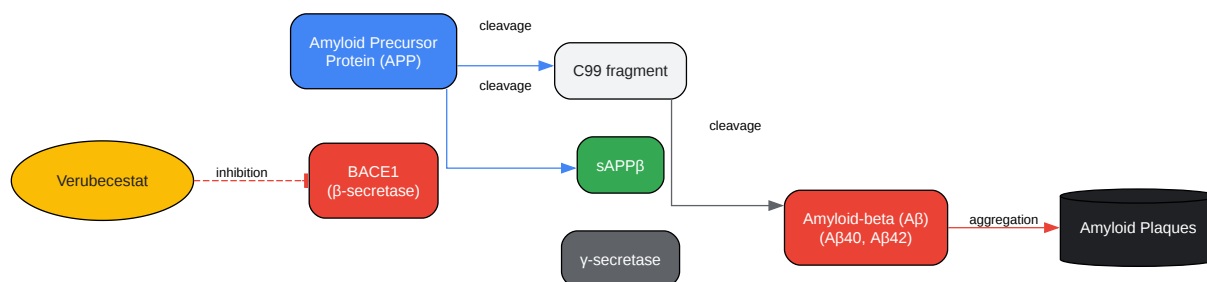 cleavage
Amyloid Precursor
Protein (APP)
C99 fragment
cleavage
cleavage
sAPPβ
BACE1
(β-secretase)
Verubecestat
inhibition
Amyloid-beta (Aβ)
(Aβ40, Aβ42)
aggregation
Amyloid Plaques
γ-secretase